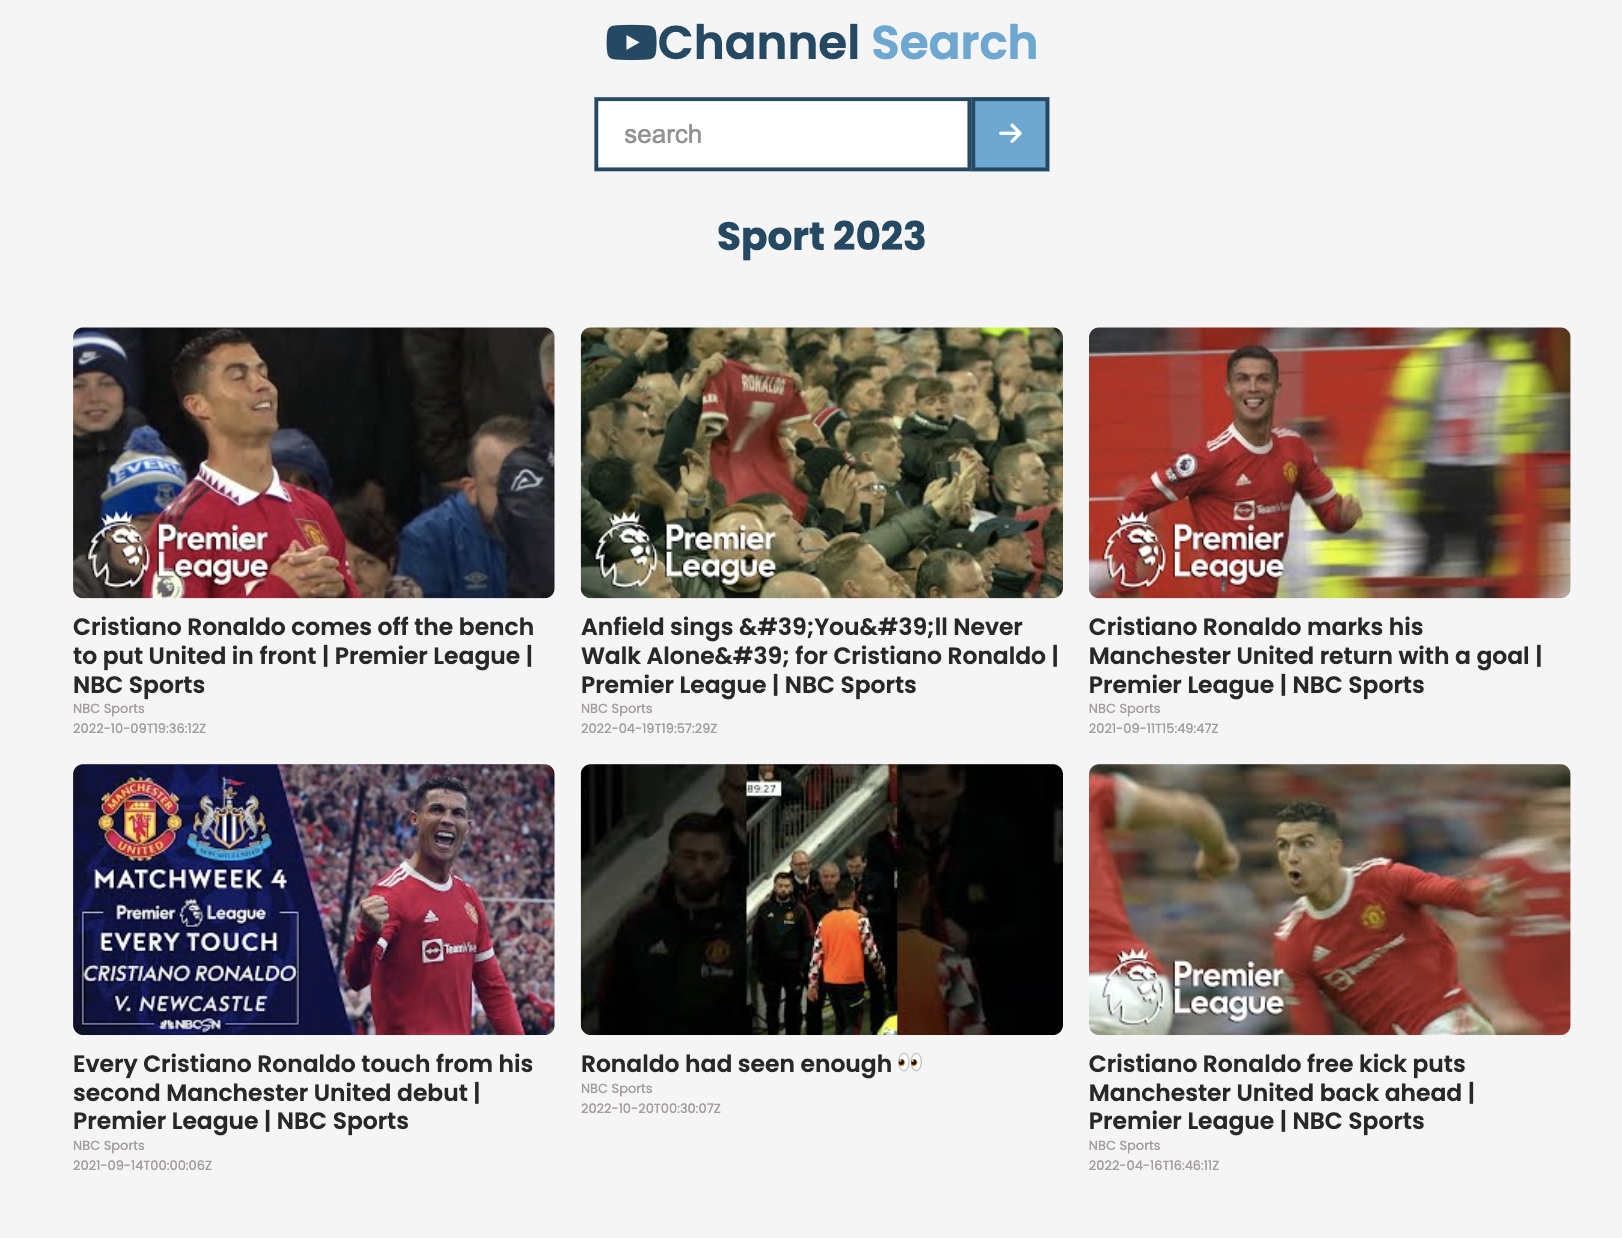 Channel Search
search
Sport 2023
EVER
Premier
League
RONALDO
7
Premier
League
TeamV
Premier
League
Cristiano Ronaldo comes off the bench
to put United in front | Premier League |
NBC Sports
NBC Sports
2022-10-09T19:36:12Z
Anfield sings &#39;You&#39;ll Never
Walk Alone&#39; for Cristiano Ronaldo |
Premier League | NBC Sports
NBC Sports
2022-04-19T19:57:29Z
Cristiano Ronaldo marks his
Manchester United return with a goal |
Premier League | NBC Sports
NBC Sports
2021-09-11T15:49:47Z
MANCHESTER
UNITED
NEWCASTLE UNITED
MATCHWEEK 4
Premier League
EVERY TOUCH
CRISTIANO RONALDO
V. NEWCASTLE
NBCSN
TeamV
89:27
Premier
League
Every Cristiano Ronaldo touch from his
second Manchester United debut |
Premier League | NBC Sports
NBC Sports
2021-09-14T00:00:06Z
Ronaldo had seen enough 👀
NBC Sports
2022-10-20T00:30:07Z
Cristiano Ronaldo free kick puts
Manchester United back ahead |
Premier League | NBC Sports
NBC Sports
2022-04-16T16:46:11Z